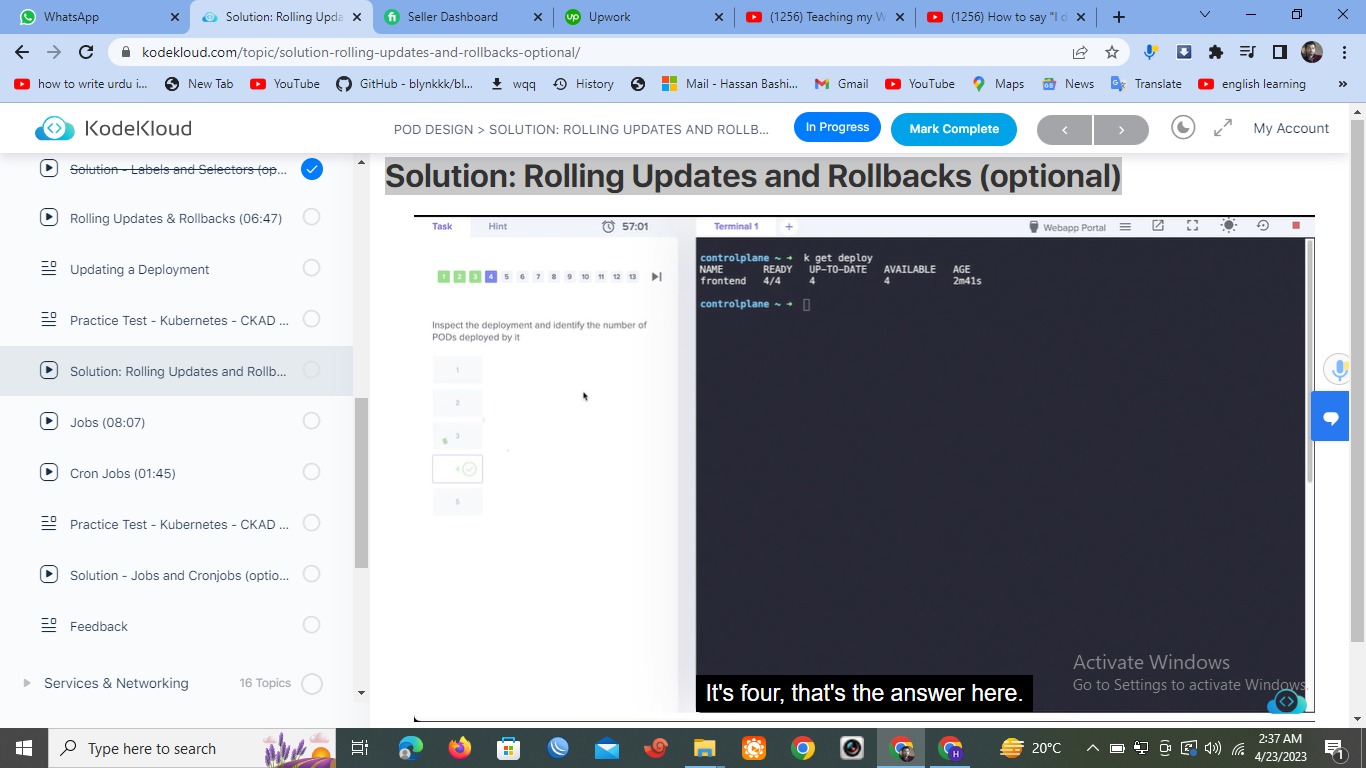 WhatsApp
Solution: Rolling Upda
Seller Dashboard
Upwork
(1256) Teaching my W
(1256) How to say "I d
kodekloud.com/topic/solution-rolling-updates-and-rollbacks-optional/
how to write urdu i...
New Tab
YouTube
GitHub - blynkkk/bl...
wqq
History
Mail - Hassan Bashi...
Gmail
YouTube
Maps
News
Translate
english learning
KodeKloud
POD DESIGN > SOLUTION: ROLLING UPDATES AND ROLLB...
In Progress
Mark Complete
My Account
Solution - Labels and Selectors (op...
Rolling Updates & Rollbacks (06:47)
Updating a Deployment
Practice Test - Kubernetes - CKAD ...
Solution: Rolling Updates and Rollb...
Jobs (08:07)
Cron Jobs (01:45)
Practice Test - Kubernetes - CKAD ...
Solution - Jobs and Cronjobs (optio...
Feedback
Services & Networking 16 Topics
Solution: Rolling Updates and Rollbacks (optional)
Task Hint 57:01
1 2 3 4 5 6 7 8 9 10 11 12 13
Inspect the deployment and identify the number of
PODs deployed by it
1
2
3
4
5
Terminal 1 +
Webapp Portal
controlplane ~ ➜ k get deploy
NAME READY UP-TO-DATE AVAILABLE AGE
frontend 4/4 4 4 2m41s
controlplane ~ ➜
It's four, that's the answer here.
Activate Windows
Go to Settings to activate Windows.
Type here to search
20°C
2:37 AM
4/23/2023
1